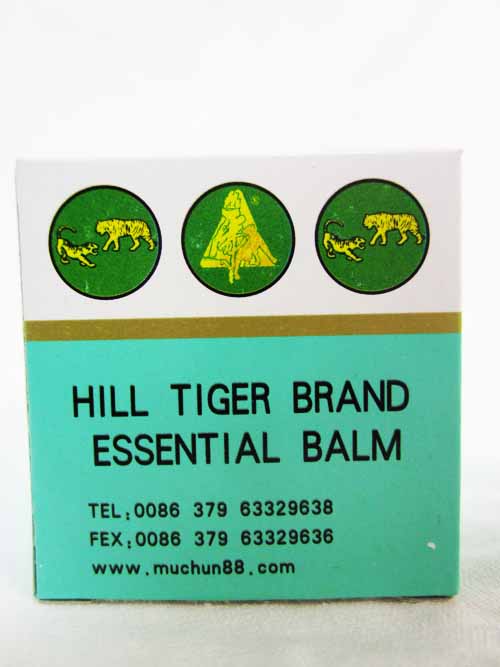 ®
HILL TIGER BRAND
ESSENTIAL BALM
TEL:0086 379 63329638
FEX:0086 379 63329636
www.muchun88.com